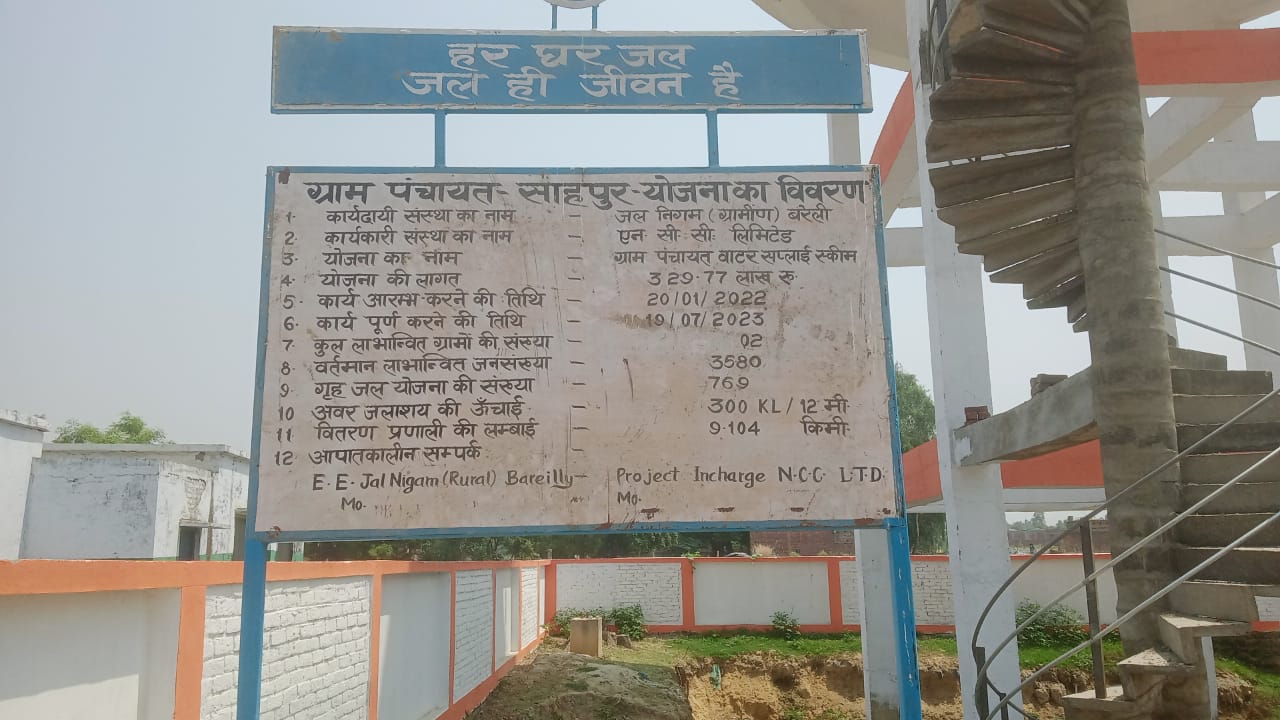 हर घर जल
जल ही जीवन है
ग्राम पंचायत- साहपुर-योजना का विवरण
1. कार्यदायी संस्था का नाम – जल निगम (ग्रामीण) बरेली
2. कार्यकारी संस्था का नाम – एन सी सी लिमिटेड
3. योजना का नाम – ग्राम पंचायत वाटर सप्लाई स्कीम
4. योजना की लागत – 329.77 लाख रु.
5. कार्य आरम्भ करने की तिथि – 20/01/2022
6. कार्य पूर्ण करने की तिथि – 19/07/2023
7. कुल लाभान्वित ग्रामों की संख्या – 02
8. वर्तमान लाभान्वित जनसंख्या – 3580
9. गृह जल योजना की संख्या – 769
10. अवर जलाशय की ऊँचाई – 300 KL / 12 मी.
11. वितरण प्रणाली की लम्बाई – 9.104 किमी.
12. आपातकालीन सम्पर्क –
E.E. Jal Nigam (Rural) Bareilly – Project Incharge N.C.C. L.T.D.
Mo. Mo.